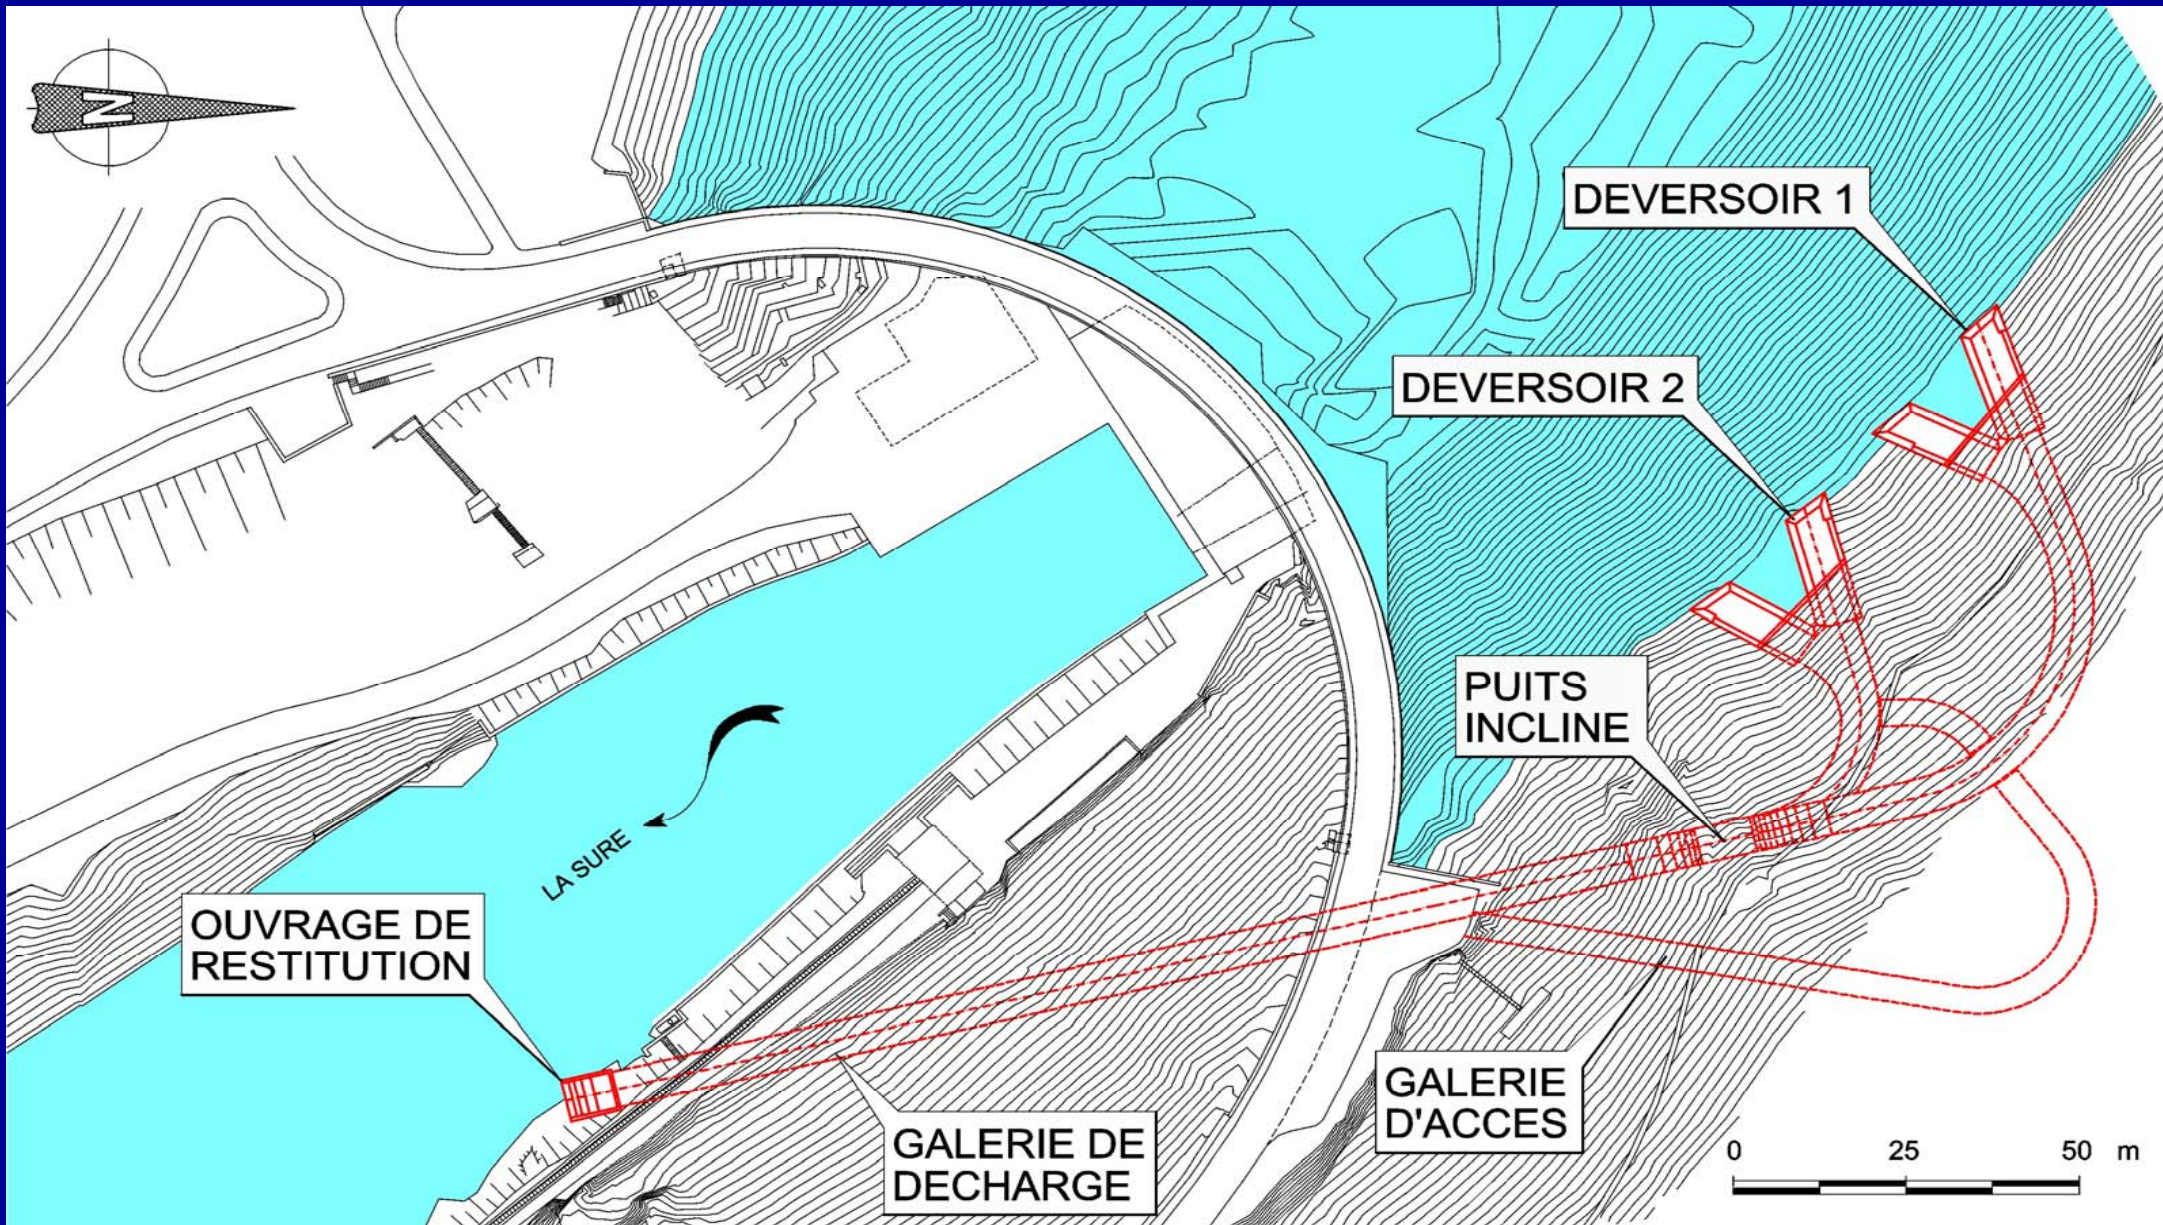 N
DEVERSOIR 1
DEVERSOIR 2
PUITS
INCLINE
LA SURE
OUVRAGE DE
RESTITUTION
GALERIE
D'ACCES
GALERIE DE
DECHARGE
0 25 50 m